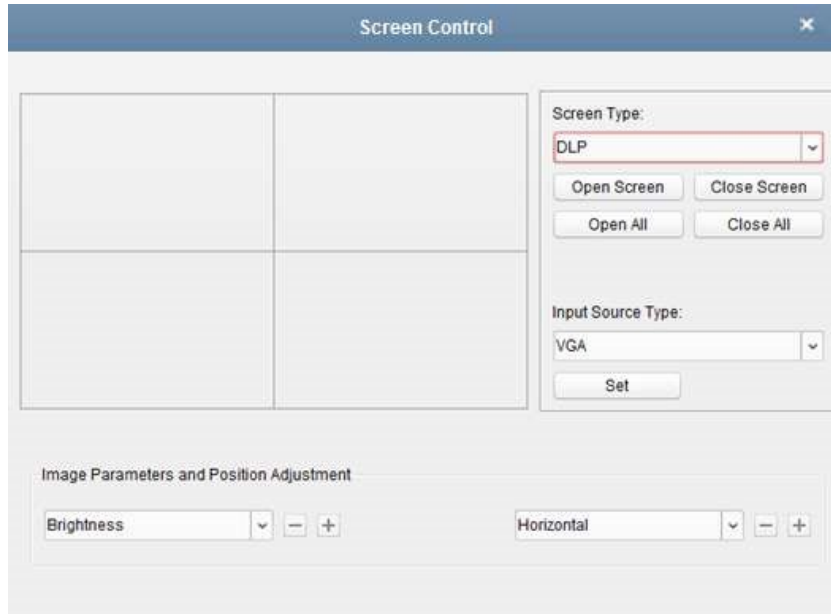 Screen Control
Screen Type:
DLP
Open Screen
Close Screen
Open All
Close All
Input Source Type:
VGA
Set
Image Parameters and Position Adjustment
Brightness
Horizontal